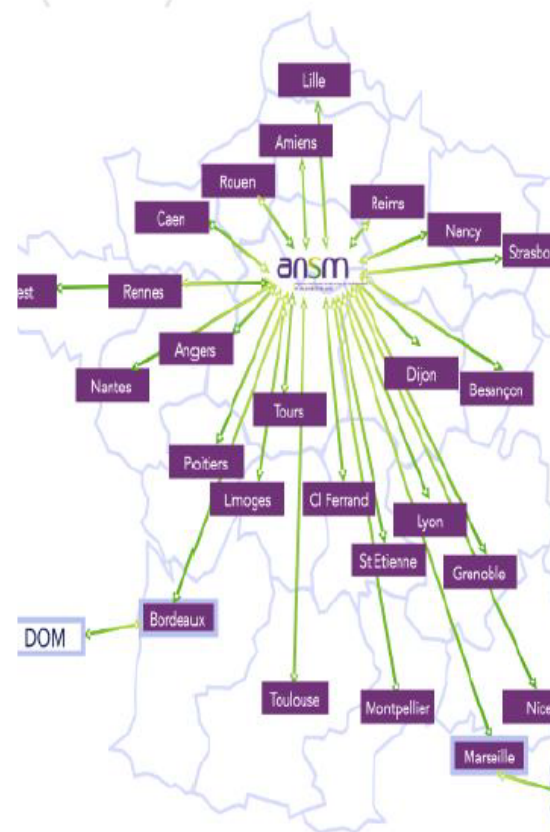 Lille
Amiens
Rouen
Reims
Caen
Nancy
Strasbo
ansm
est
Rennes
Angers
Dijon
Nantes
Besançon
Tours
Poitiers
Limoges
Cl Ferrand
Lyon
St Etienne
Grenoble
Bordeaux
DOM
Toulouse
Montpellier
Nice
Marseille